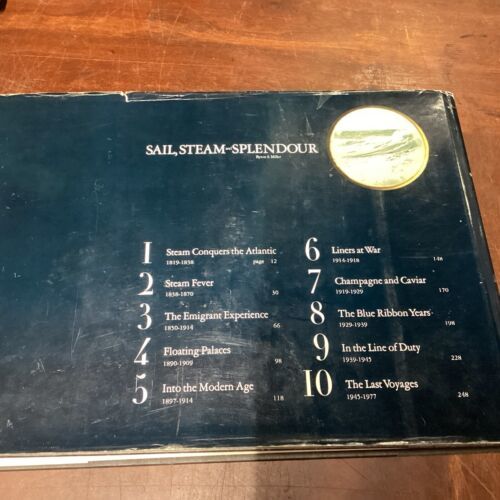 SAIL, STEAM and SPLENDOUR
Byron S. Miller
1 Steam Conquers the Atlantic
1819-1838 page 12
2 Steam Fever
1838-1870 30
3 The Emigrant Experience
1850-1914 66
4 Floating Palaces
1890-1909 98
5 Into the Modern Age
1897-1914 118
6 Liners at War
1914-1918 148
7 Champagne and Caviar
1919-1929 170
8 The Blue Ribbon Years
1929-1939 198
9 In the Line of Duty
1939-1945 228
10 The Last Voyages
1945-1977 248